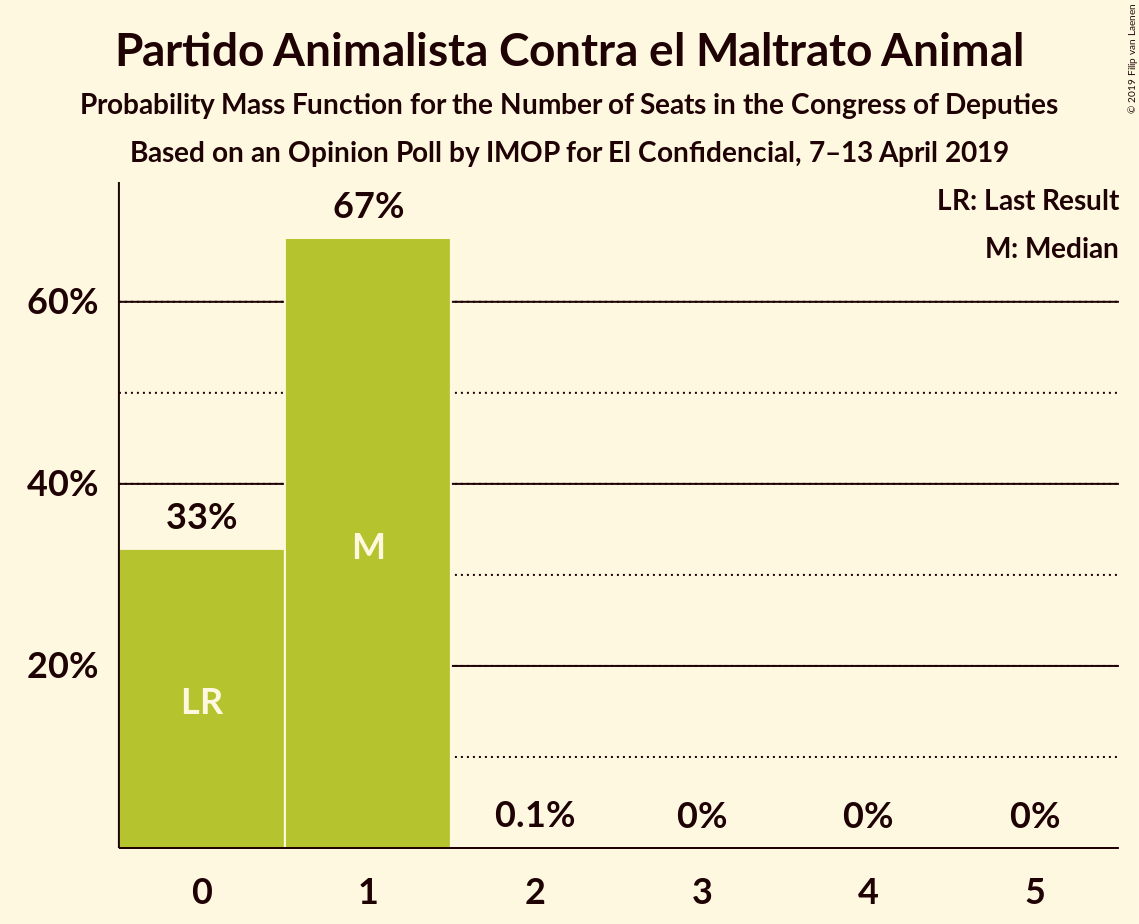 Partido Animalista Contra el Maltrato Animal
Probability Mass Function for the Number of Seats in the Congress of Deputies
Based on an Opinion Poll by IMOP for El Confidencial, 7–13 April 2019
© 2019 Filip van Laenen
LR: Last Result
M: Median
67%
60%
40%
33%
M
20%
LR
0.1% 0% 0% 0%
0 1 2 3 4 5